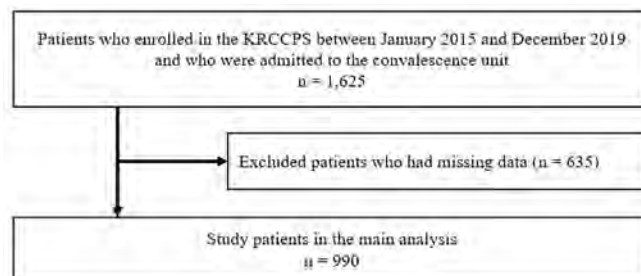 Patients who enrolled in the KRCCPS between January 2015 and December 2019
and who were admitted to the convalescence unit
n = 1,625
Excluded patients who had missing data (n = 635)
Study patients in the main analysis
n = 990